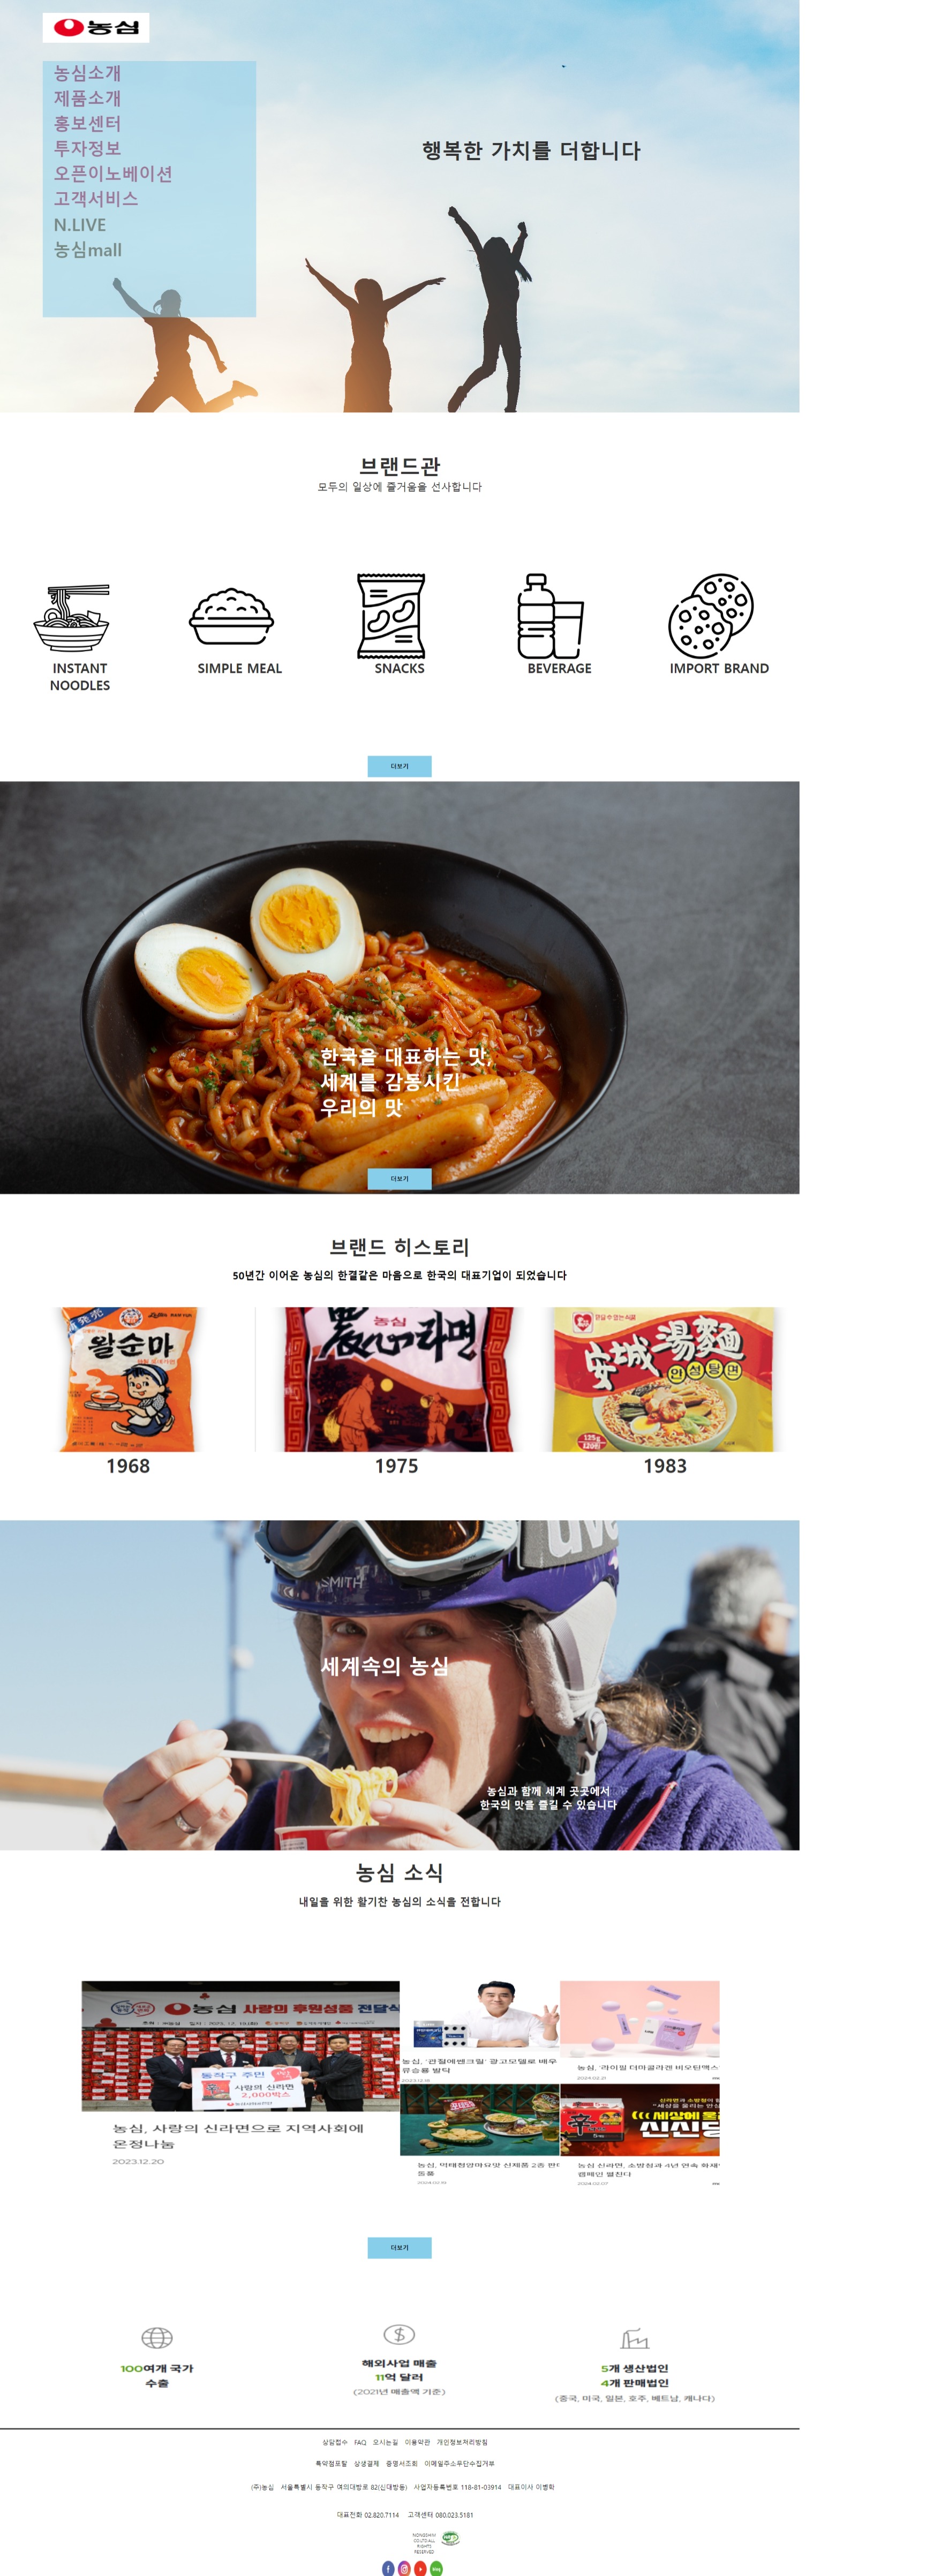 농심
농심소개
제품소개
홍보센터
투자정보
오픈이노베이션
고객서비스
N.LIVE
농심mall
행복한 가치를 더합니다
브랜드관
모두의 일상에 즐거움을 선사합니다
INSTANT
NOODLES
SIMPLE MEAL
SNACKS
BEVERAGE
IMPORT BRAND
더보기
한국을 대표하는 맛,
세계를 감동시킨
우리의 맛
더보기
브랜드 히스토리
50년간 이어온 농심의 한결같은 마음으로 한국의 대표기업이 되었습니다
왈순마
농심
農心라면
安城湯麵
안성탕면
125g
1968
1975
1983
SMITH
uve
세계속의 농심
농심과 함께 세계 곳곳에서
한국의 맛을 즐길 수 있습니다
농심 소식
내일을 위한 활기찬 농심의 소식을 전합니다
농심 사랑의 후원성품 전달식
동작구 주민
사랑의 신라면
2,000박스
농심, 사랑의 신라면으로 지역사회에
온정나눔
2023.12.20
농심, '관절에벤크릴' 광고모델로 배우
유승룡 발탁
2023.12.18
농심, '라이필 더마콜라겐 비오틴맥스
2024.02.21
농심, 먹태청양마요맛 신제품 2종
돌풍
辛
농심 신라면, 소방청과 4년 연속 화재
캠페인 펼친다
2024.02.07
더보기
100여개 국가
수출
해외사업 매출
11억 달러
(2021년 매출액 기준)
5개 생산법인
4개 판매법인
(중국, 미국, 일본, 호주, 베트남, 캐나다)
상담접수 FAQ 오시는길 이용약관 개인정보처리방침
특약점포탈 상생결제 증명서조회 이메일주소무단수집거부
(주)농심 서울특별시 동작구 여의대방로 82(신대방동) 사업자등록번호 118-81-03914 대표이사 이병학
대표전화 02.820.7114 고객센터 080.023.5181
NONGSHIM
CO.LTD.ALL
RIGHTS
RESERVED
blog